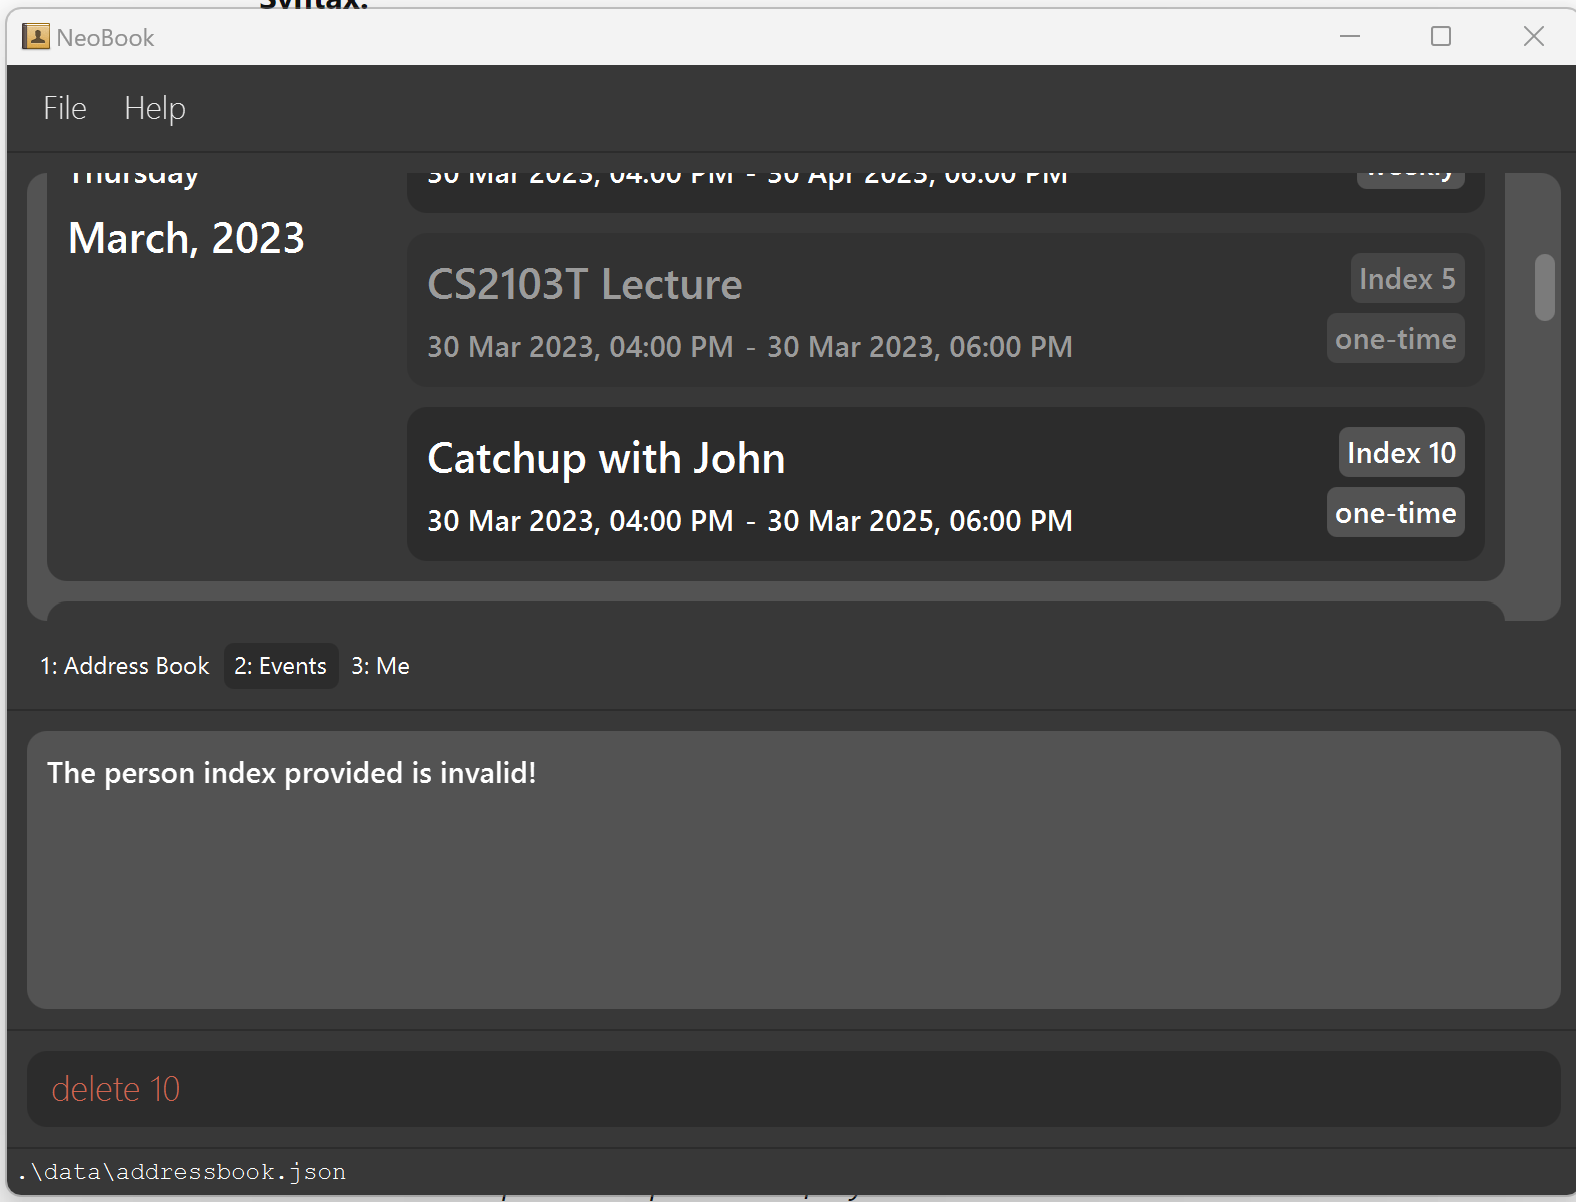 Syntax:
NeoBook
File Help
Thursday
30 Mar 2023, 04:00 PM - 30 Apr 2023, 06:00 PM
weekly
March, 2023
CS2103T Lecture
Index 5
30 Mar 2023, 04:00 PM - 30 Mar 2023, 06:00 PM
one-time
Catchup with John
Index 10
30 Mar 2023, 04:00 PM - 30 Mar 2025, 06:00 PM
one-time
1: Address Book 2: Events 3: Me
The person index provided is invalid!
delete 10
.\data\addressbook.json